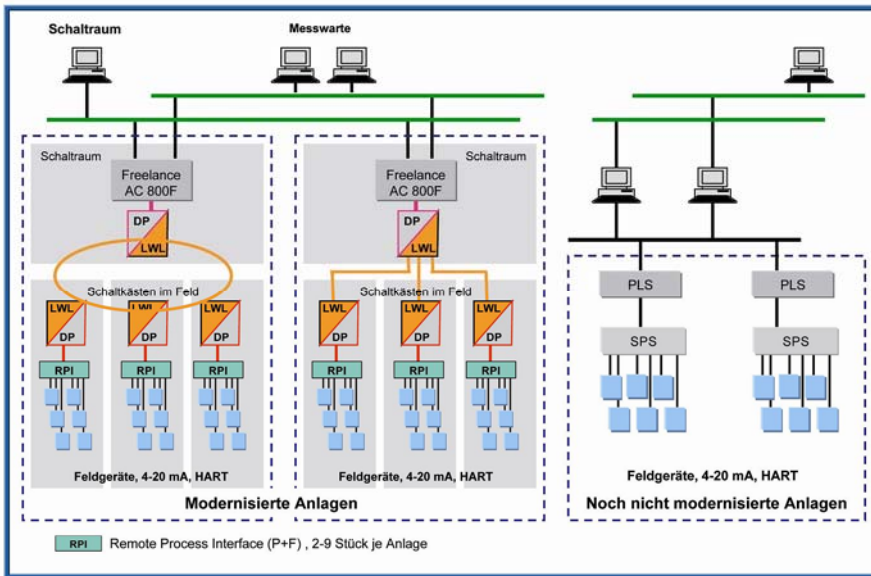 Schaltraum
Messwarte
Schaltraum
Freelance
AC 800F
DP
LWL
Schaltkästen im Feld
LWL
DP
LWL
DP
LWL
DP
RPI
RPI
RPI
Feldgeräte, 4-20 mA, HART
Schaltraum
Freelance
AC 800F
DP
LWL
Schaltkästen im Feld
LWL
DP
LWL
DP
LWL
DP
RPI
RPI
RPI
Feldgeräte, 4-20 mA, HART
Modernisierte Anlagen
PLS
PLS
SPS
SPS
Feldgeräte, 4-20 mA, HART
Noch nicht modernisierte Anlagen
RPI Remote Process Interface (P+F) , 2-9 Stück je Anlage